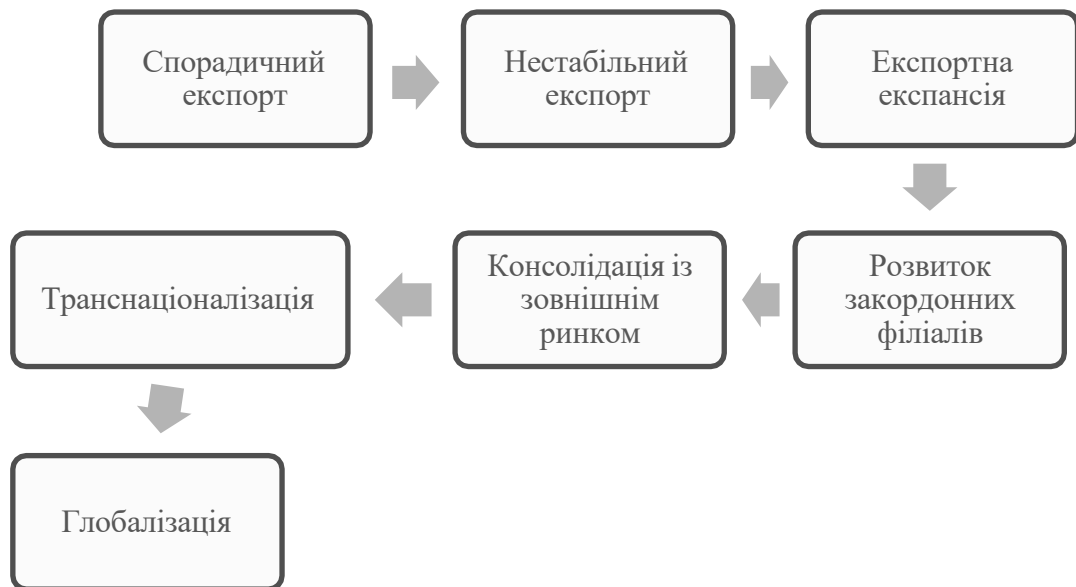 Спорадичний
експорт
Нестабільний
експорт
Експортна
експансія
Розвиток
закордонних
філіалів
Консолідація із
зовнішнім
ринком
Транснаціоналізація
Глобалізація